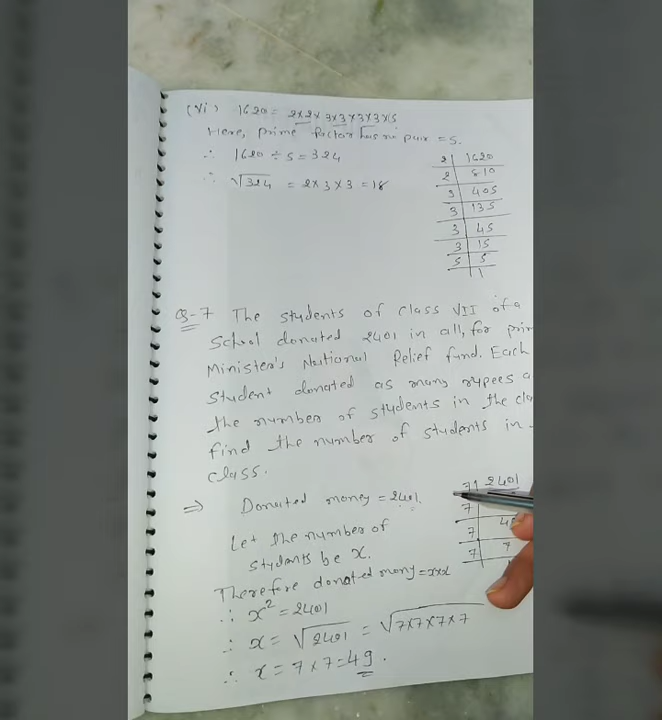 (vi) 1620 = 2×2×3×3×3×3×5
Here, prime factor has no pair = 5.
∴ 1620 ÷ 5 = 324
∴ √324 = 2×3×3 = 18
2 | 1620
2 | 810
3 | 405
3 | 135
3 | 45
3 | 15
5 | 5
1
Q-7 The students of class VII of a
School donated 2401 in all, for prim
Minister's National Relief fund. Each
student donated as many rupees a
the number of students in the cla
find the number of students in
class.
⇒ Donated money = 2401.
Let the number of
students be x.
Therefore donated mony = x×x
∴ x² = 2401
∴ x = √2401 = √7×7×7×7
∴ x = 7×7=49.
7 | 2401
7 |
7 | 4
7 | 7